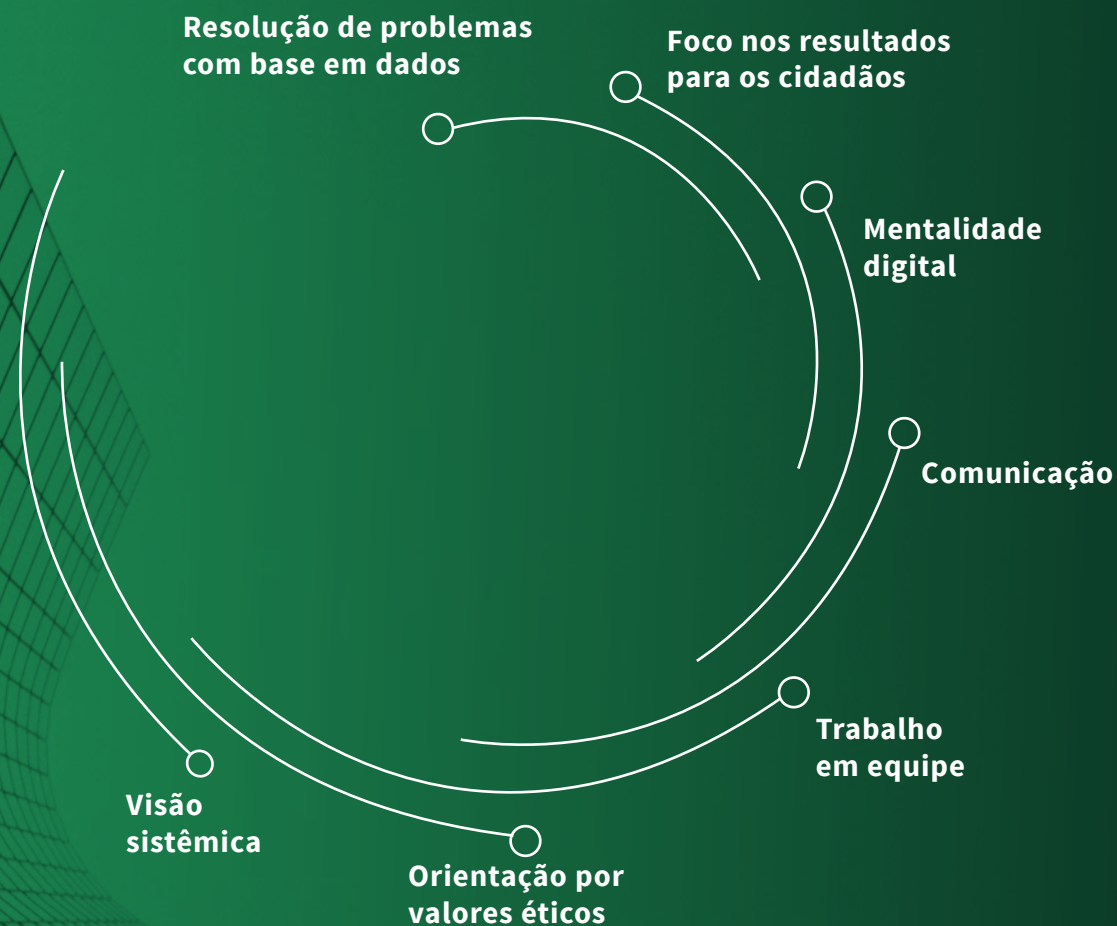 Resolução de problemas
com base em dados
Foco nos resultados
para os cidadãos
Mentalidade
digital
Comunicação
Trabalho
em equipe
Orientação por
valores éticos
Visão
sistêmica